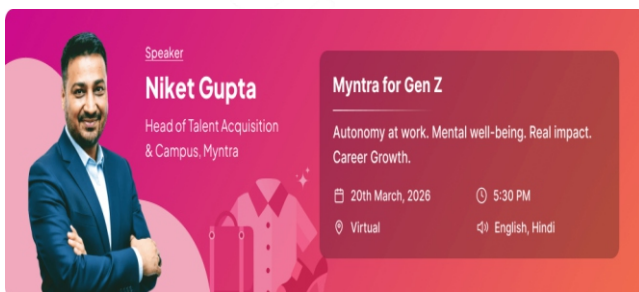 Speaker
Niket Gupta
Head of Talent Acquisition
& Campus, Myntra
Myntra for Gen Z
Autonomy at work. Mental well-being. Real impact.
Career Growth.
20th March, 2026
5:30 PM
Virtual
English, Hindi